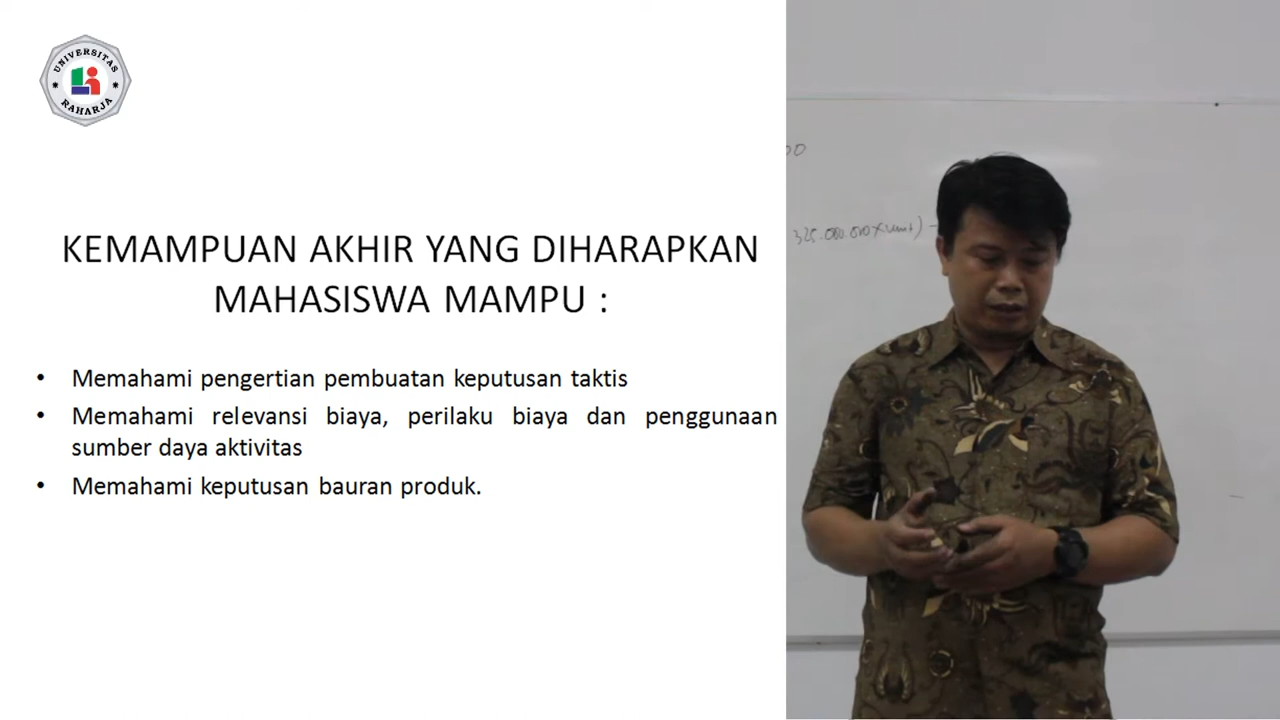 UNIVERSITAS
RAHARJA
KEMAMPUAN AKHIR YANG DIHARAPKAN
MAHASISWA MAMPU :
• Memahami pengertian pembuatan keputusan taktis
• Memahami relevansi biaya, perilaku biaya dan penggunaan
sumber daya aktivitas
• Memahami keputusan bauran produk.